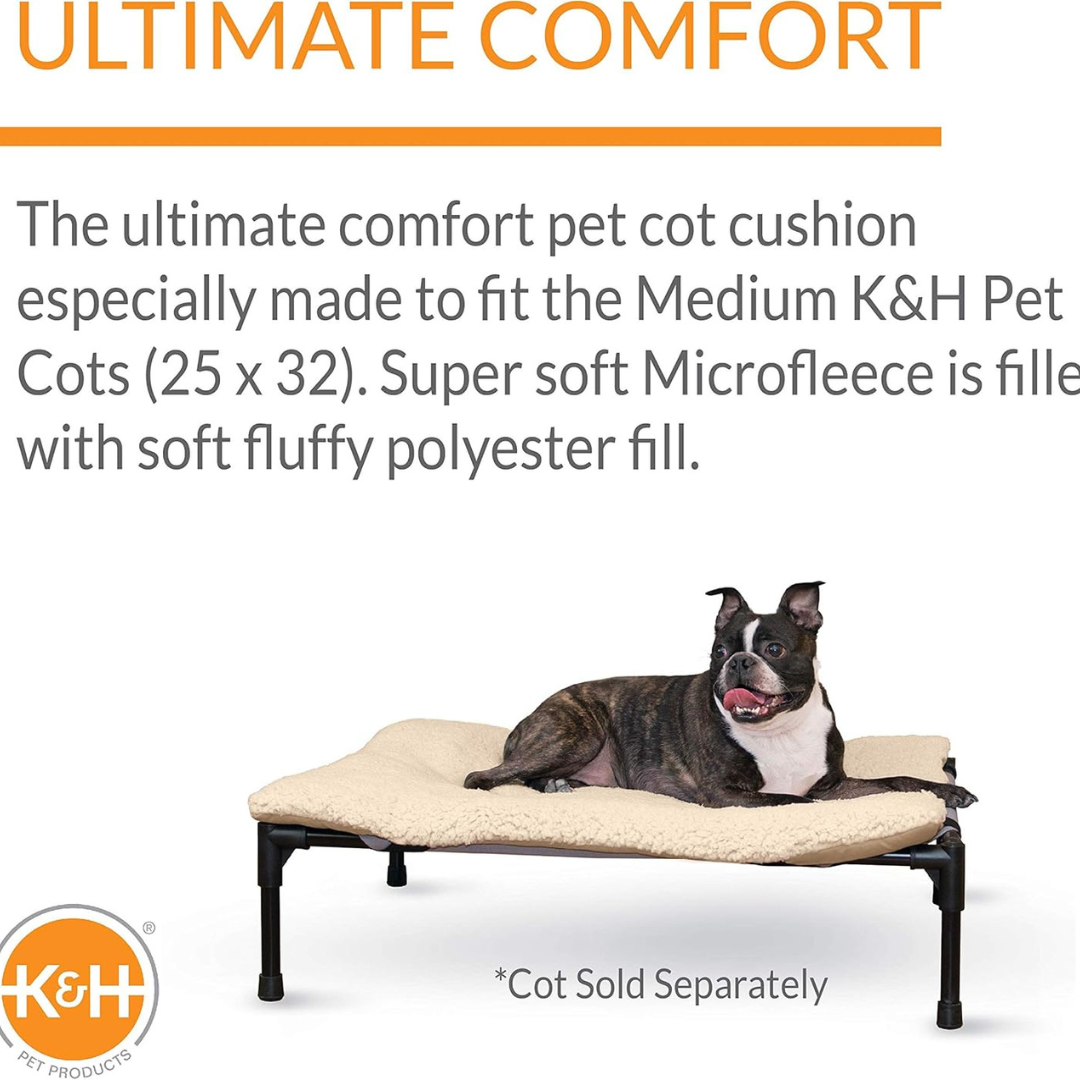 ULTIMATE COMFORT
The ultimate comfort pet cot cushion
especially made to fit the Medium K&H Pet
Cots (25 x 32). Super soft Microfleece is fille
with soft fluffy polyester fill.
*Cot Sold Separately
K&H ®
PET PRODUCTS